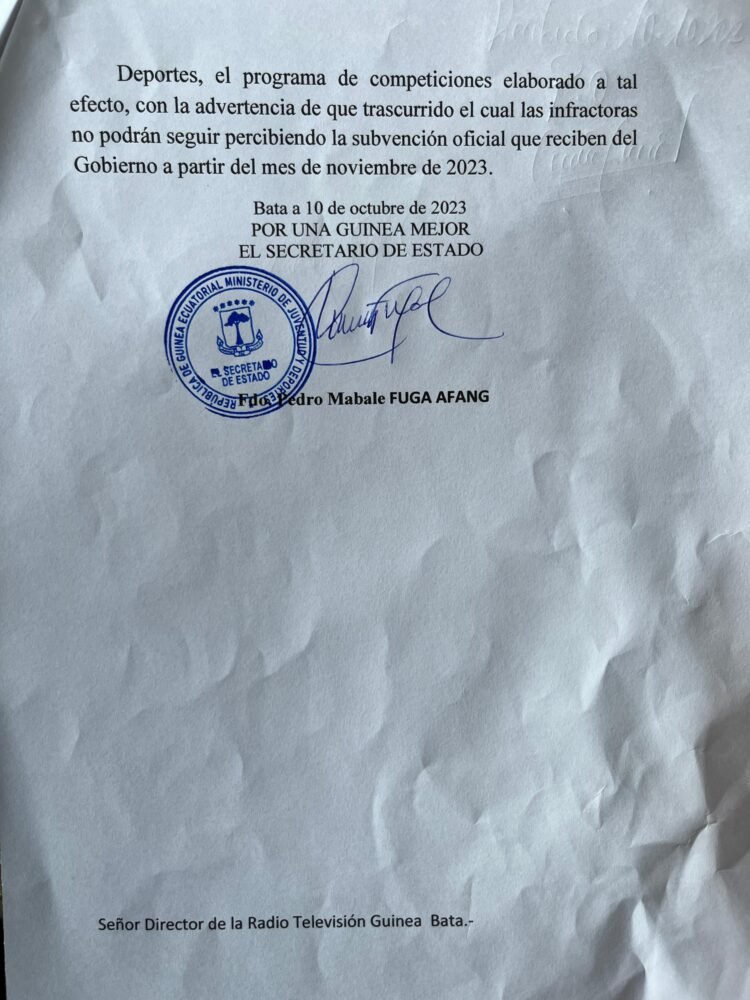 Deportes, el programa de competiciones elaborado a tal
efecto, con la advertencia de que trascurrido el cual las infractoras
no podrán seguir percibiendo la subvención oficial que reciben del
Gobierno a partir del mes de noviembre de 2023.
Bata a 10 de octubre de 2023
POR UNA GUINEA MEJOR
EL SECRETARIO DE ESTADO
REPÚBLICA DE GUINEA ECUATORIAL MINISTERIO DE JUVENTUD Y DEPORTES
EL SECRETARIO
DE ESTADO
Fdo. Pedro Mabale FUGA AFANG
Señor Director de la Radio Televisión Guinea Bata.-